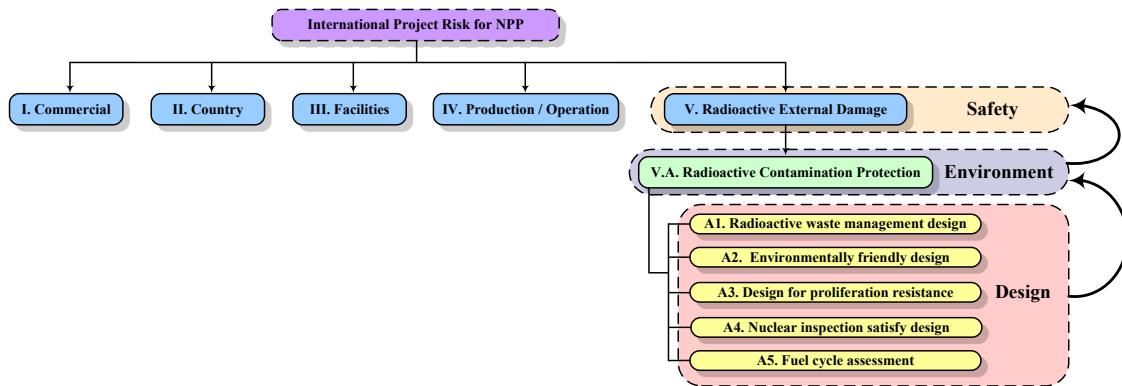 International Project Risk for NPP
I. Commercial
II. Country
III. Facilities
IV. Production / Operation
V. Radioactive External Damage
Safety
V.A. Radioactive Contamination Protection
Environment
A1. Radioactive waste management design
A2. Environmentally friendly design
A3. Design for proliferation resistance
Design
A4. Nuclear inspection satisfy design
A5. Fuel cycle assessment